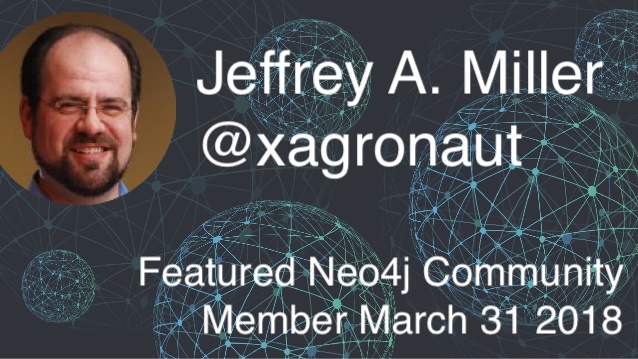 Jeffrey A. Miller
@xagronaut
Featured Neo4j Community
Member March 31 2018